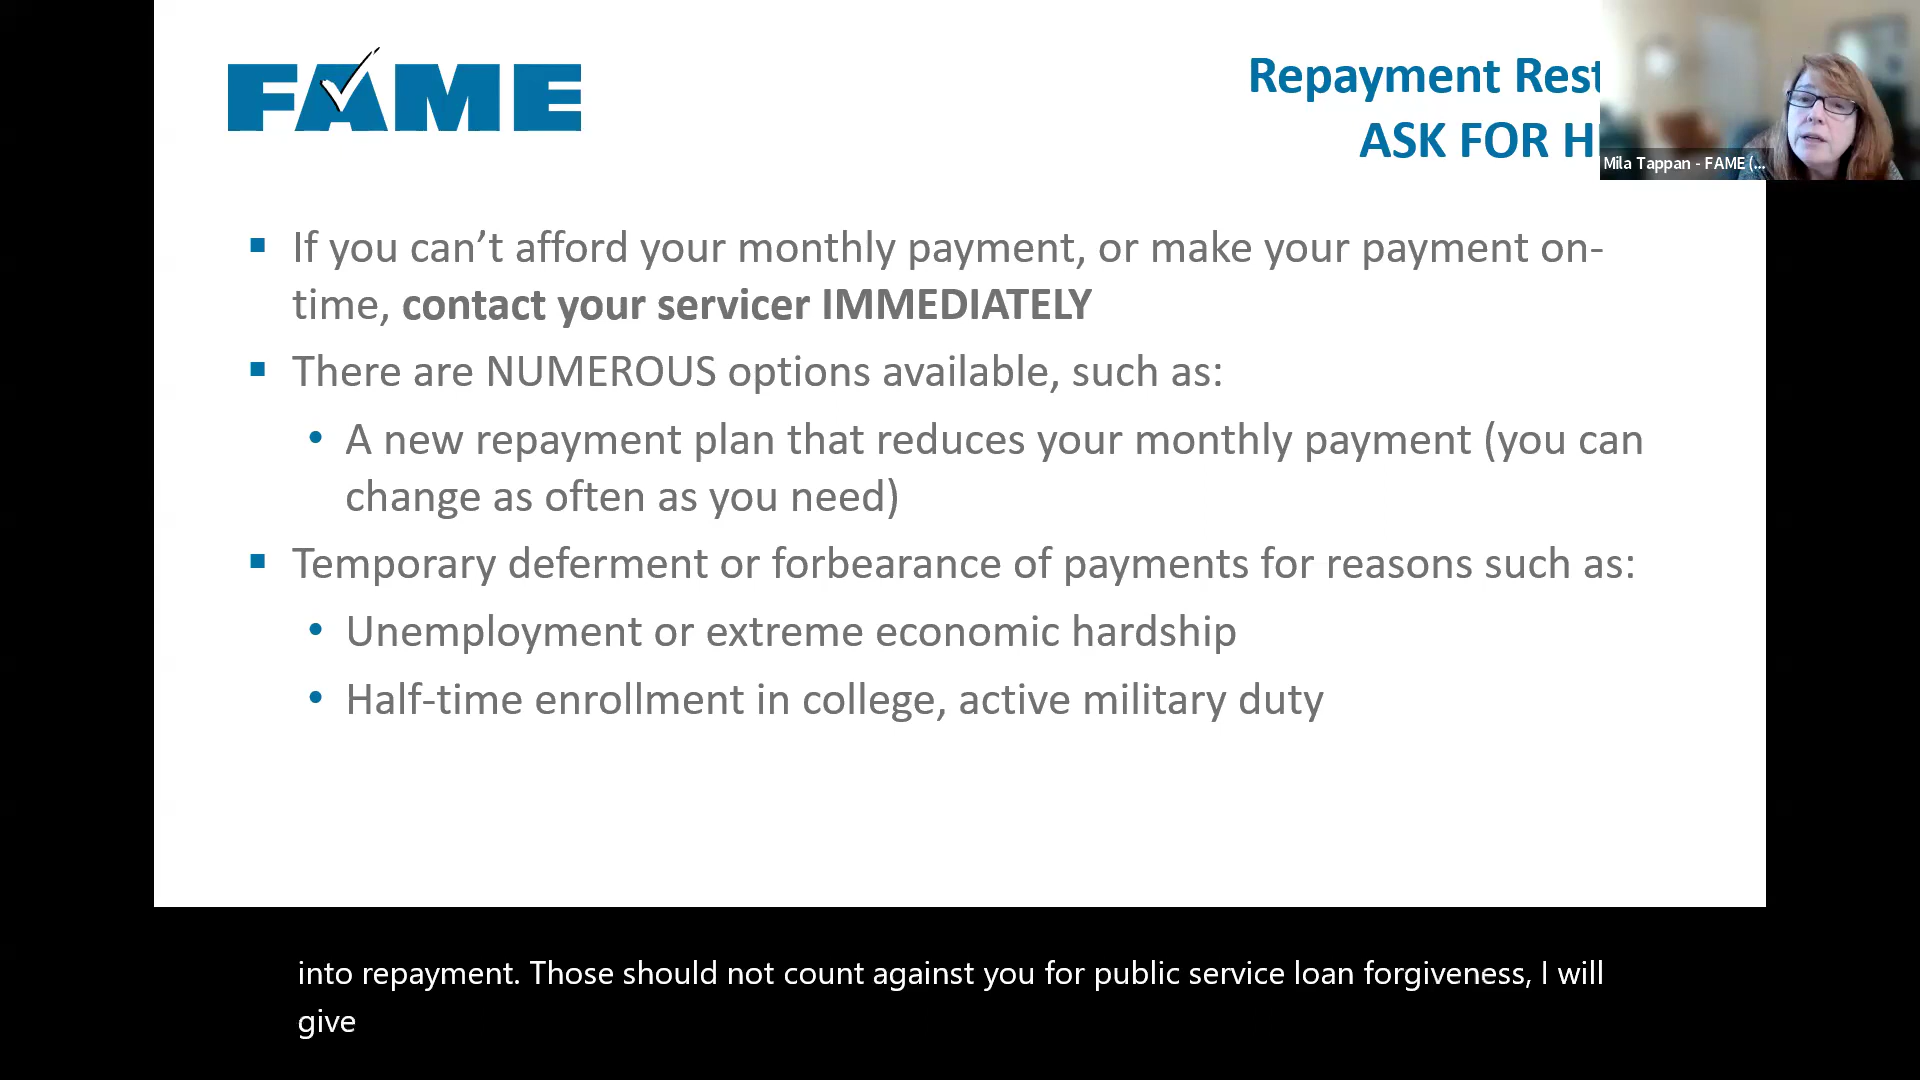 FAME
Repayment Rest
ASK FOR H
Mila Tappan - FAME (...
▪ If you can’t afford your monthly payment, or make your payment on-
time, contact your servicer IMMEDIATELY
▪ There are NUMEROUS options available, such as:
• A new repayment plan that reduces your monthly payment (you can
change as often as you need)
▪ Temporary deferment or forbearance of payments for reasons such as:
• Unemployment or extreme economic hardship
• Half-time enrollment in college, active military duty
into repayment. Those should not count against you for public service loan forgiveness, I will
give